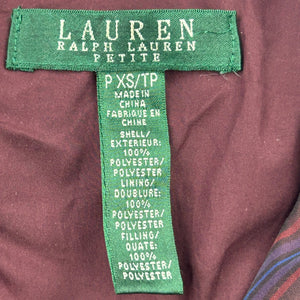 LAUREN
RALPH LAUREN
PETITE
P XS/TP
MADE IN
CHINA
FABRIQUE EN
CHINE
SHELL/
EXTERIEUR:
100%
POLYESTER/
POLYESTER
LINING/
DOUBLURE:
100%
POLYESTER/
POLYESTER
FILLING/
OUATE:
100%
POLYESTER/
POLYESTER